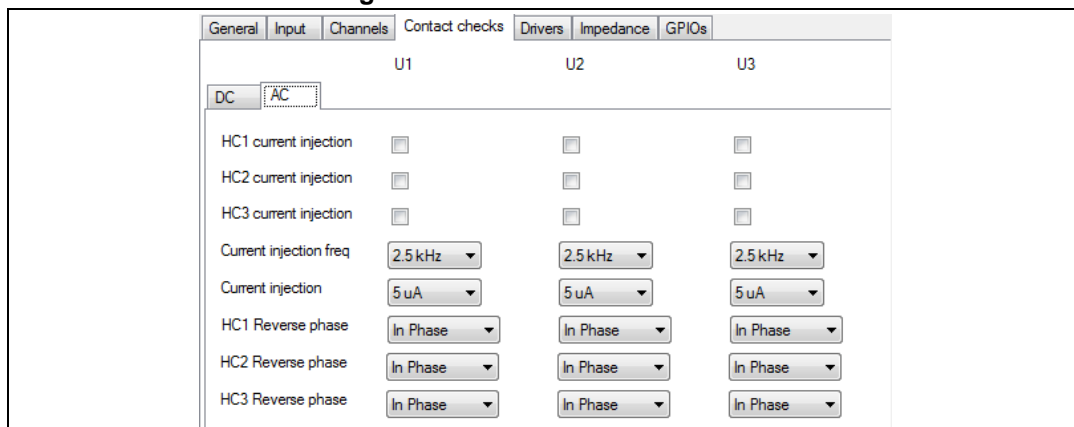 General Input Channels Contact checks Drivers Impedance GPIOs
U1 U2 U3
DC AC
HC1 current injection
HC2 current injection
HC3 current injection
Current injection freq 2.5 kHz 2.5 kHz 2.5 kHz
Current injection 5 uA 5 uA 5 uA
HC1 Reverse phase In Phase In Phase In Phase
HC2 Reverse phase In Phase In Phase In Phase
HC3 Reverse phase In Phase In Phase In Phase